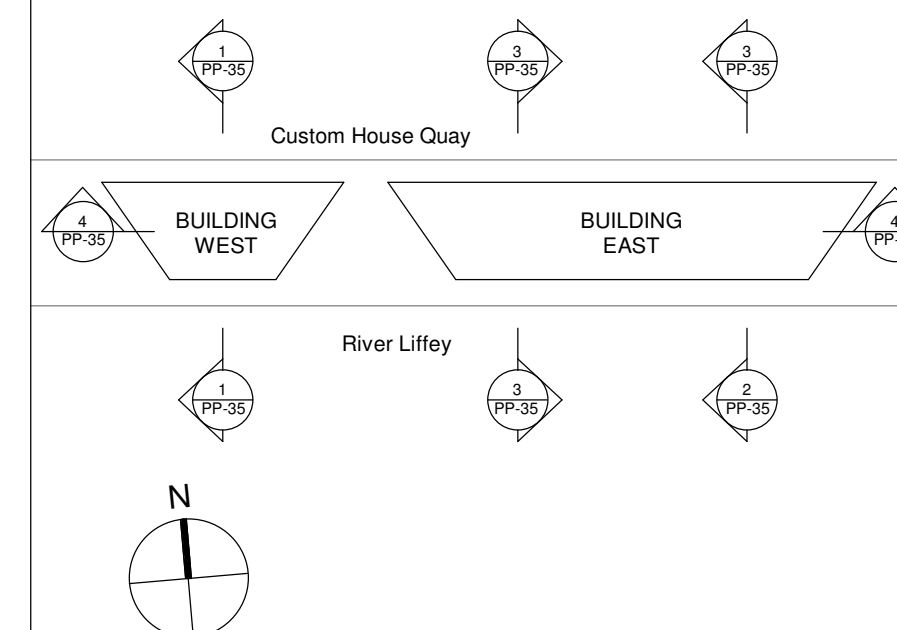 1
PP-35
3
PP-35
3
PP-35
Custom House Quay
4
PP-35
BUILDING
WEST
BUILDING
EAST
4
PP-
River Liffey
1
PP-35
3
PP-35
2
PP-35
N